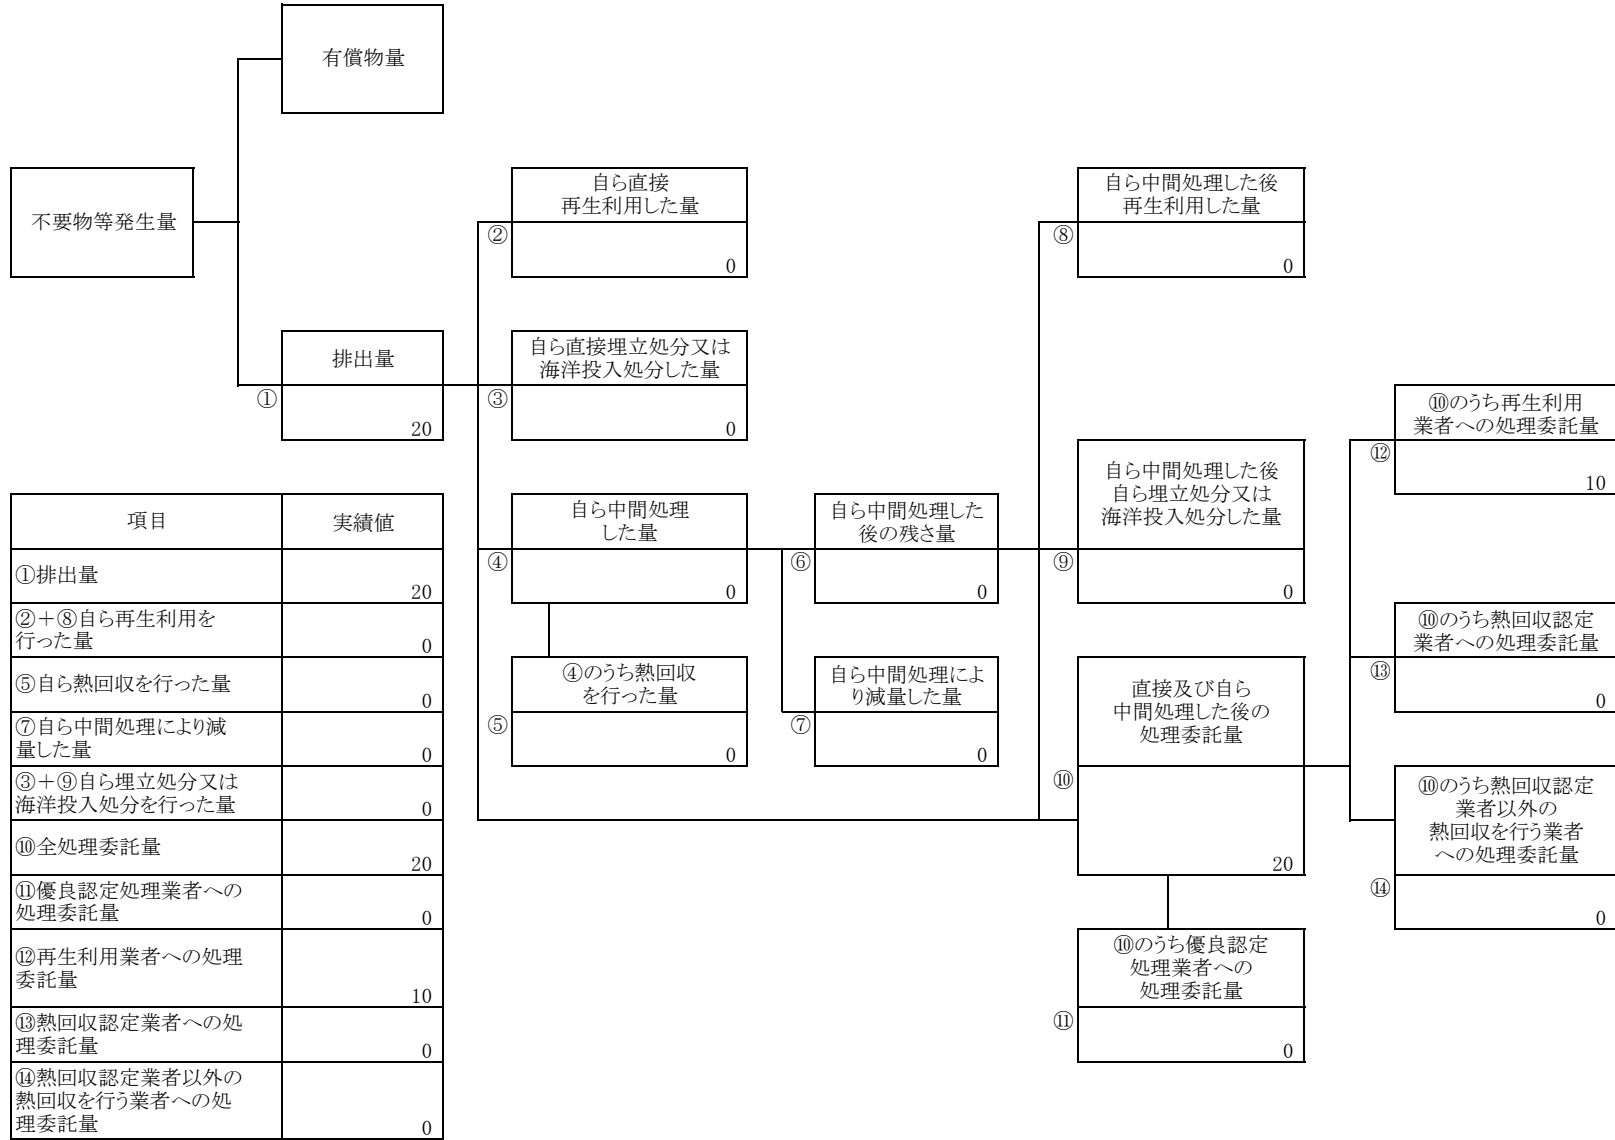 有償物量
不要物等発生量
自ら直接
再生利用した量
②
0
自ら中間処理した後
再生利用した量
⑧
0
排出量
①
20
自ら直接埋立処分又は
海洋投入処分した量
③
0
⑩のうち再生利用
業者への処理委託量
⑫
10
自ら中間処理
した量
④
0
自ら中間処理した
後の残さ量
⑥
0
自ら中間処理した後
自ら埋立処分又は
海洋投入処分した量
⑨
0
⑩のうち熱回収認定
業者への処理委託量
⑬
0
④のうち熱回収
を行った量
⑤
0
自ら中間処理によ
り減量した量
⑦
0
直接及び自ら
中間処理した後の
処理委託量
⑩
20
⑩のうち熱回収認定
業者以外の
熱回収を行う業者
への処理委託量
⑭
0
⑩のうち優良認定
処理業者への
処理委託量
⑪
0
項目 実績値
①排出量
20
②＋⑧自ら再生利用を
行った量
0
⑤自ら熱回収を行った量
0
⑦自ら中間処理により減
量した量
0
③＋⑨自ら埋立処分又は
海洋投入処分を行った量
0
⑩全処理委託量
20
⑪優良認定処理業者への
処理委託量
0
⑫再生利用業者への処理
委託量
10
⑬熱回収認定業者への処
理委託量
0
⑭熱回収認定業者以外の
熱回収を行う業者への処
理委託量
0